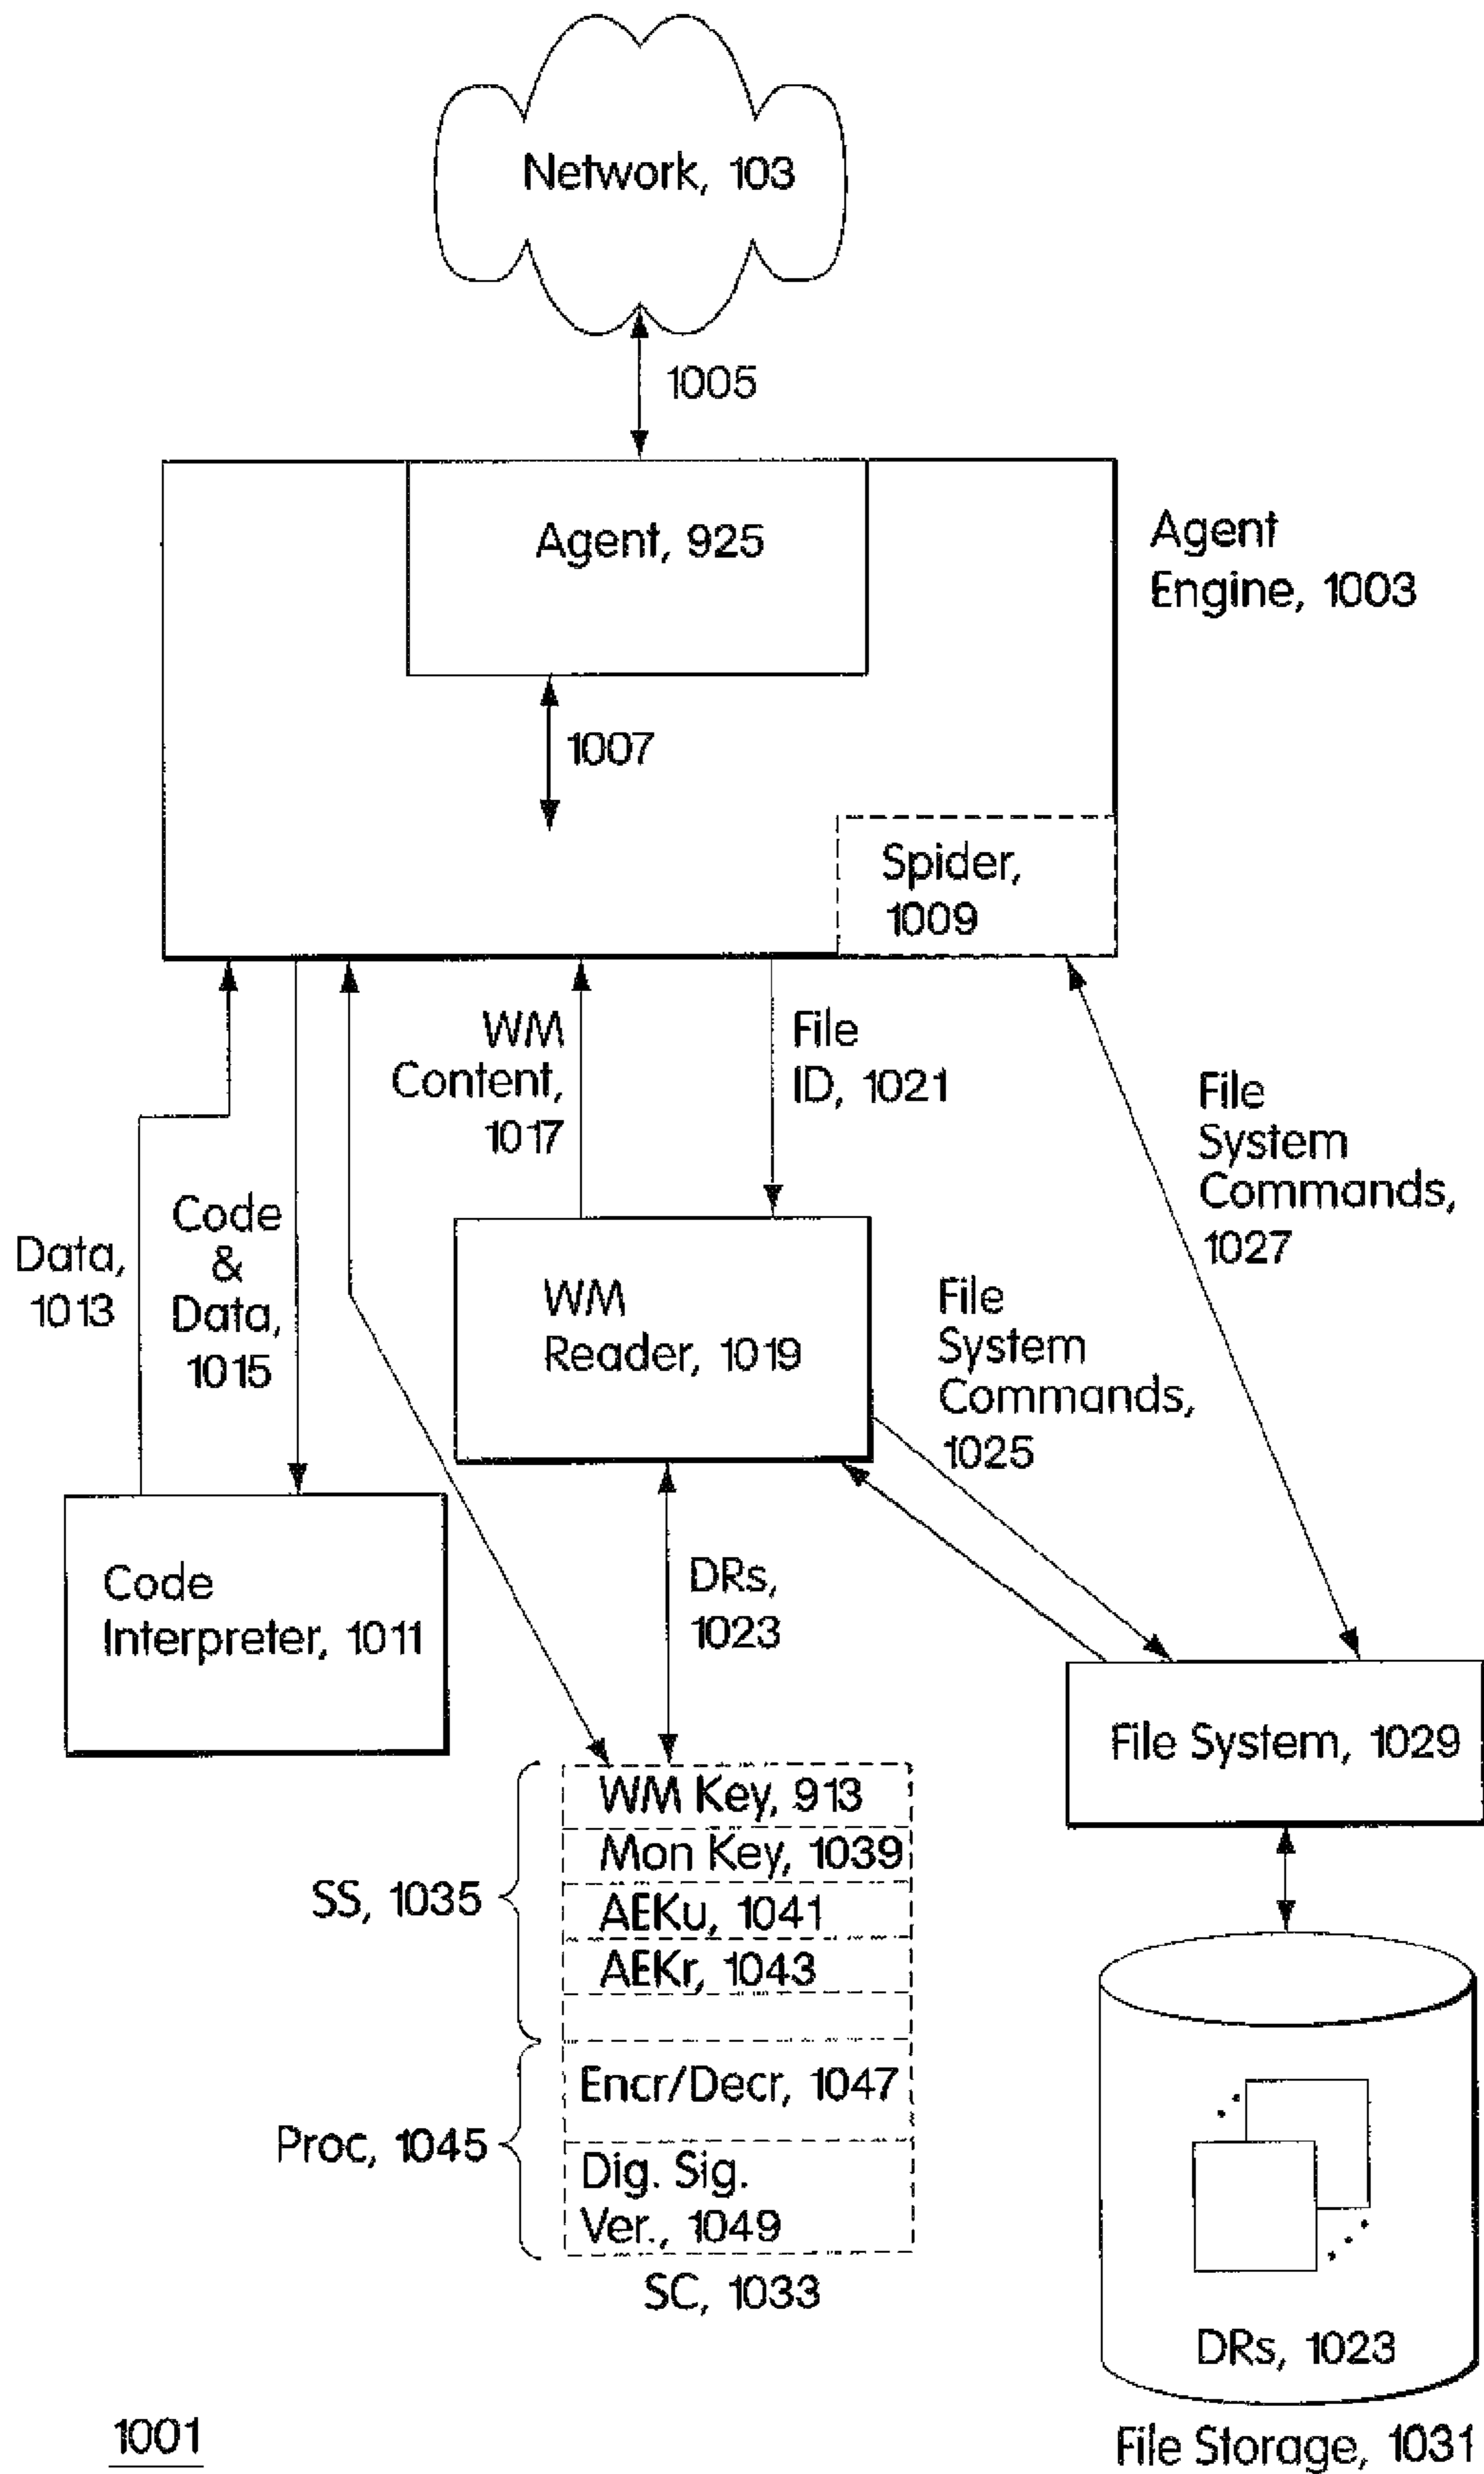 Network, 103
1005
Agent, 925
Agent
Engine, 1003
1007
Spider,
1009
WM
Content,
1017
File
ID, 1021
File
System
Commands,
1027
Data,
1013
Code
&
Data,
1015
WM
Reader, 1019
File
System
Commands,
1025
Code
Interpreter, 1011
DRs,
1023
File System, 1029
WM Key, 913
Mon Key, 1039
SS, 1035
AEKu, 1041
AEKr, 1043
Encr/Decr, 1047
Proc, 1045
Dig. Sig.
Ver., 1049
SC, 1033
DRs, 1023
File Storage, 1031
1001